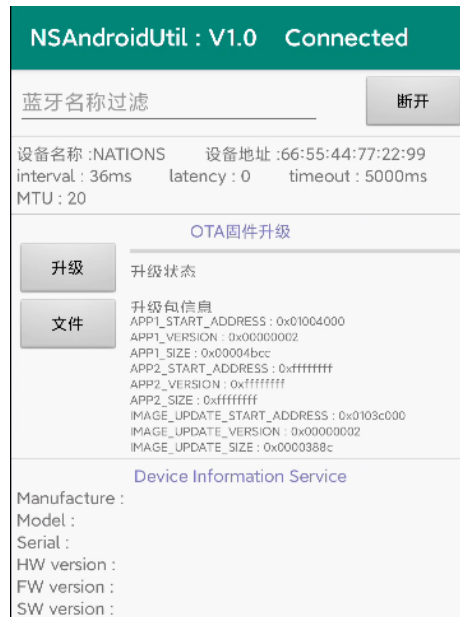 NSAndroidUtil : V1.0 Connected
蓝牙名称过滤
断开
设备名称 :NATIONS 设备地址 :66:55:44:77:22:99
interval : 36ms latency : 0 timeout : 5000ms
MTU : 20
OTA固件升级
升级
升级状态
文件
升级包信息
APP1_START_ADDRESS : 0x01004000
APP1_VERSION : 0x00000002
APP1_SIZE : 0x00004bcc
APP2_START_ADDRESS : 0xffffffff
APP2_VERSION : 0xffffffff
APP2_SIZE : 0xffffffff
IMAGE_UPDATE_START_ADDRESS : 0x0103c000
IMAGE_UPDATE_VERSION : 0x00000002
IMAGE_UPDATE_SIZE : 0x0000388c
Device Information Service
Manufacture :
Model :
Serial :
HW version :
FW version :
SW version :